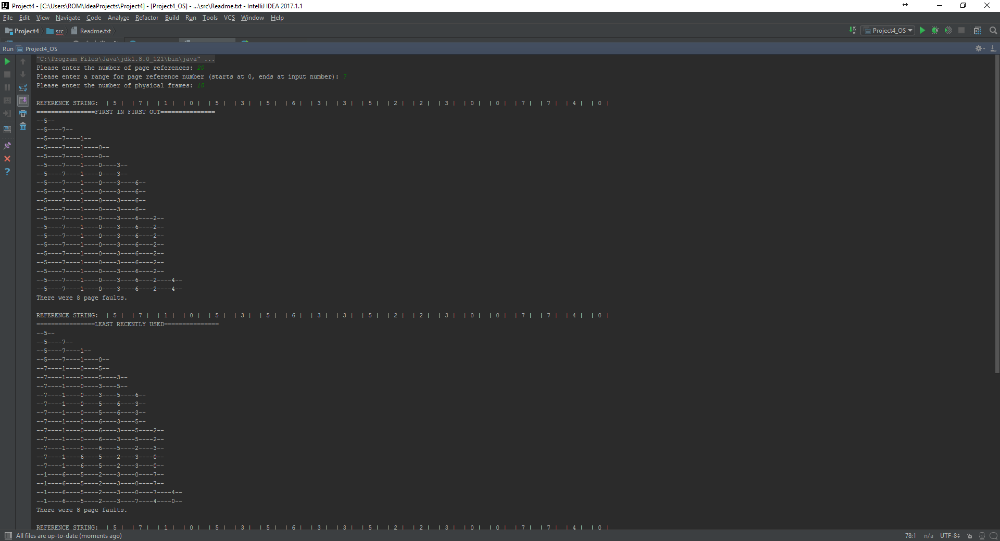 Project4 - [C:\Users\ROM\IdeaProjects\Project4] - [Project4_OS] - ...\src\Readme.txt - IntelliJ IDEA 2017.1.1
File Edit View Navigate Code Analyze Refactor Build Run Tools VCS Window Help
Project4 src Readme.txt Project4_OS
Run Project4_OS
"C:\Program Files\Java\jdk1.8.0_121\bin\java" ...
Please enter the number of page references: 20
Please enter a range for page reference number (starts at 0, ends at input number): 7
Please enter the number of physical frames: 18
REFERENCE STRING:  | 5 |  | 7 |  | 1 |  | 0 |  | 5 |  | 3 |  | 5 |  | 6 |  | 3 |  | 3 |  | 5 |  | 2 |  | 2 |  | 3 |  | 0 |  | 0 |  | 7 |  | 7 |  | 4 |  | 0 |
================FIRST IN FIRST OUT===============
--5--
--5----7--
--5----7----1--
--5----7----1----0--
--5----7----1----0--
--5----7----1----0----3--
--5----7----1----0----3--
--5----7----1----0----3----6--
--5----7----1----0----3----6--
--5----7----1----0----3----6--
--5----7----1----0----3----6--
--5----7----1----0----3----6----2--
--5----7----1----0----3----6----2--
--5----7----1----0----3----6----2--
--5----7----1----0----3----6----2--
--5----7----1----0----3----6----2--
--5----7----1----0----3----6----2--
--5----7----1----0----3----6----2--
--5----7----1----0----3----6----2----4--
--5----7----1----0----3----6----2----4--
There were 8 page faults.
REFERENCE STRING:  | 5 |  | 7 |  | 1 |  | 0 |  | 5 |  | 3 |  | 5 |  | 6 |  | 3 |  | 3 |  | 5 |  | 2 |  | 2 |  | 3 |  | 0 |  | 0 |  | 7 |  | 7 |  | 4 |  | 0 |
================LEAST RECENTLY USED===============
--5--
--5----7--
--5----7----1--
--5----7----1----0--
--7----1----0----5--
--7----1----0----5----3--
--7----1----0----3----5--
--7----1----0----3----5----6--
--7----1----0----5----6----3--
--7----1----0----5----6----3--
--7----1----0----6----3----5--
--7----1----0----6----3----5----2--
--7----1----0----6----3----5----2--
--7----1----0----6----5----2----3--
--7----1----6----5----2----3----0--
--7----1----6----5----2----3----0--
--1----6----5----2----3----0----7--
--1----6----5----2----3----0----7--
--1----6----5----2----3----0----7----4--
--1----6----5----2----3----7----4----0--
There were 8 page faults.
REFERENCE STRING:  | 5 |  | 7 |  | 1 |  | 0 |  | 5 |  | 3 |  | 5 |  | 6 |  | 3 |  | 3 |  | 5 |  | 2 |  | 2 |  | 3 |  | 0 |  | 0 |  | 7 |  | 7 |  | 4 |  | 0 |
All files are up-to-date (moments ago) 78:1 n/a UTF-8